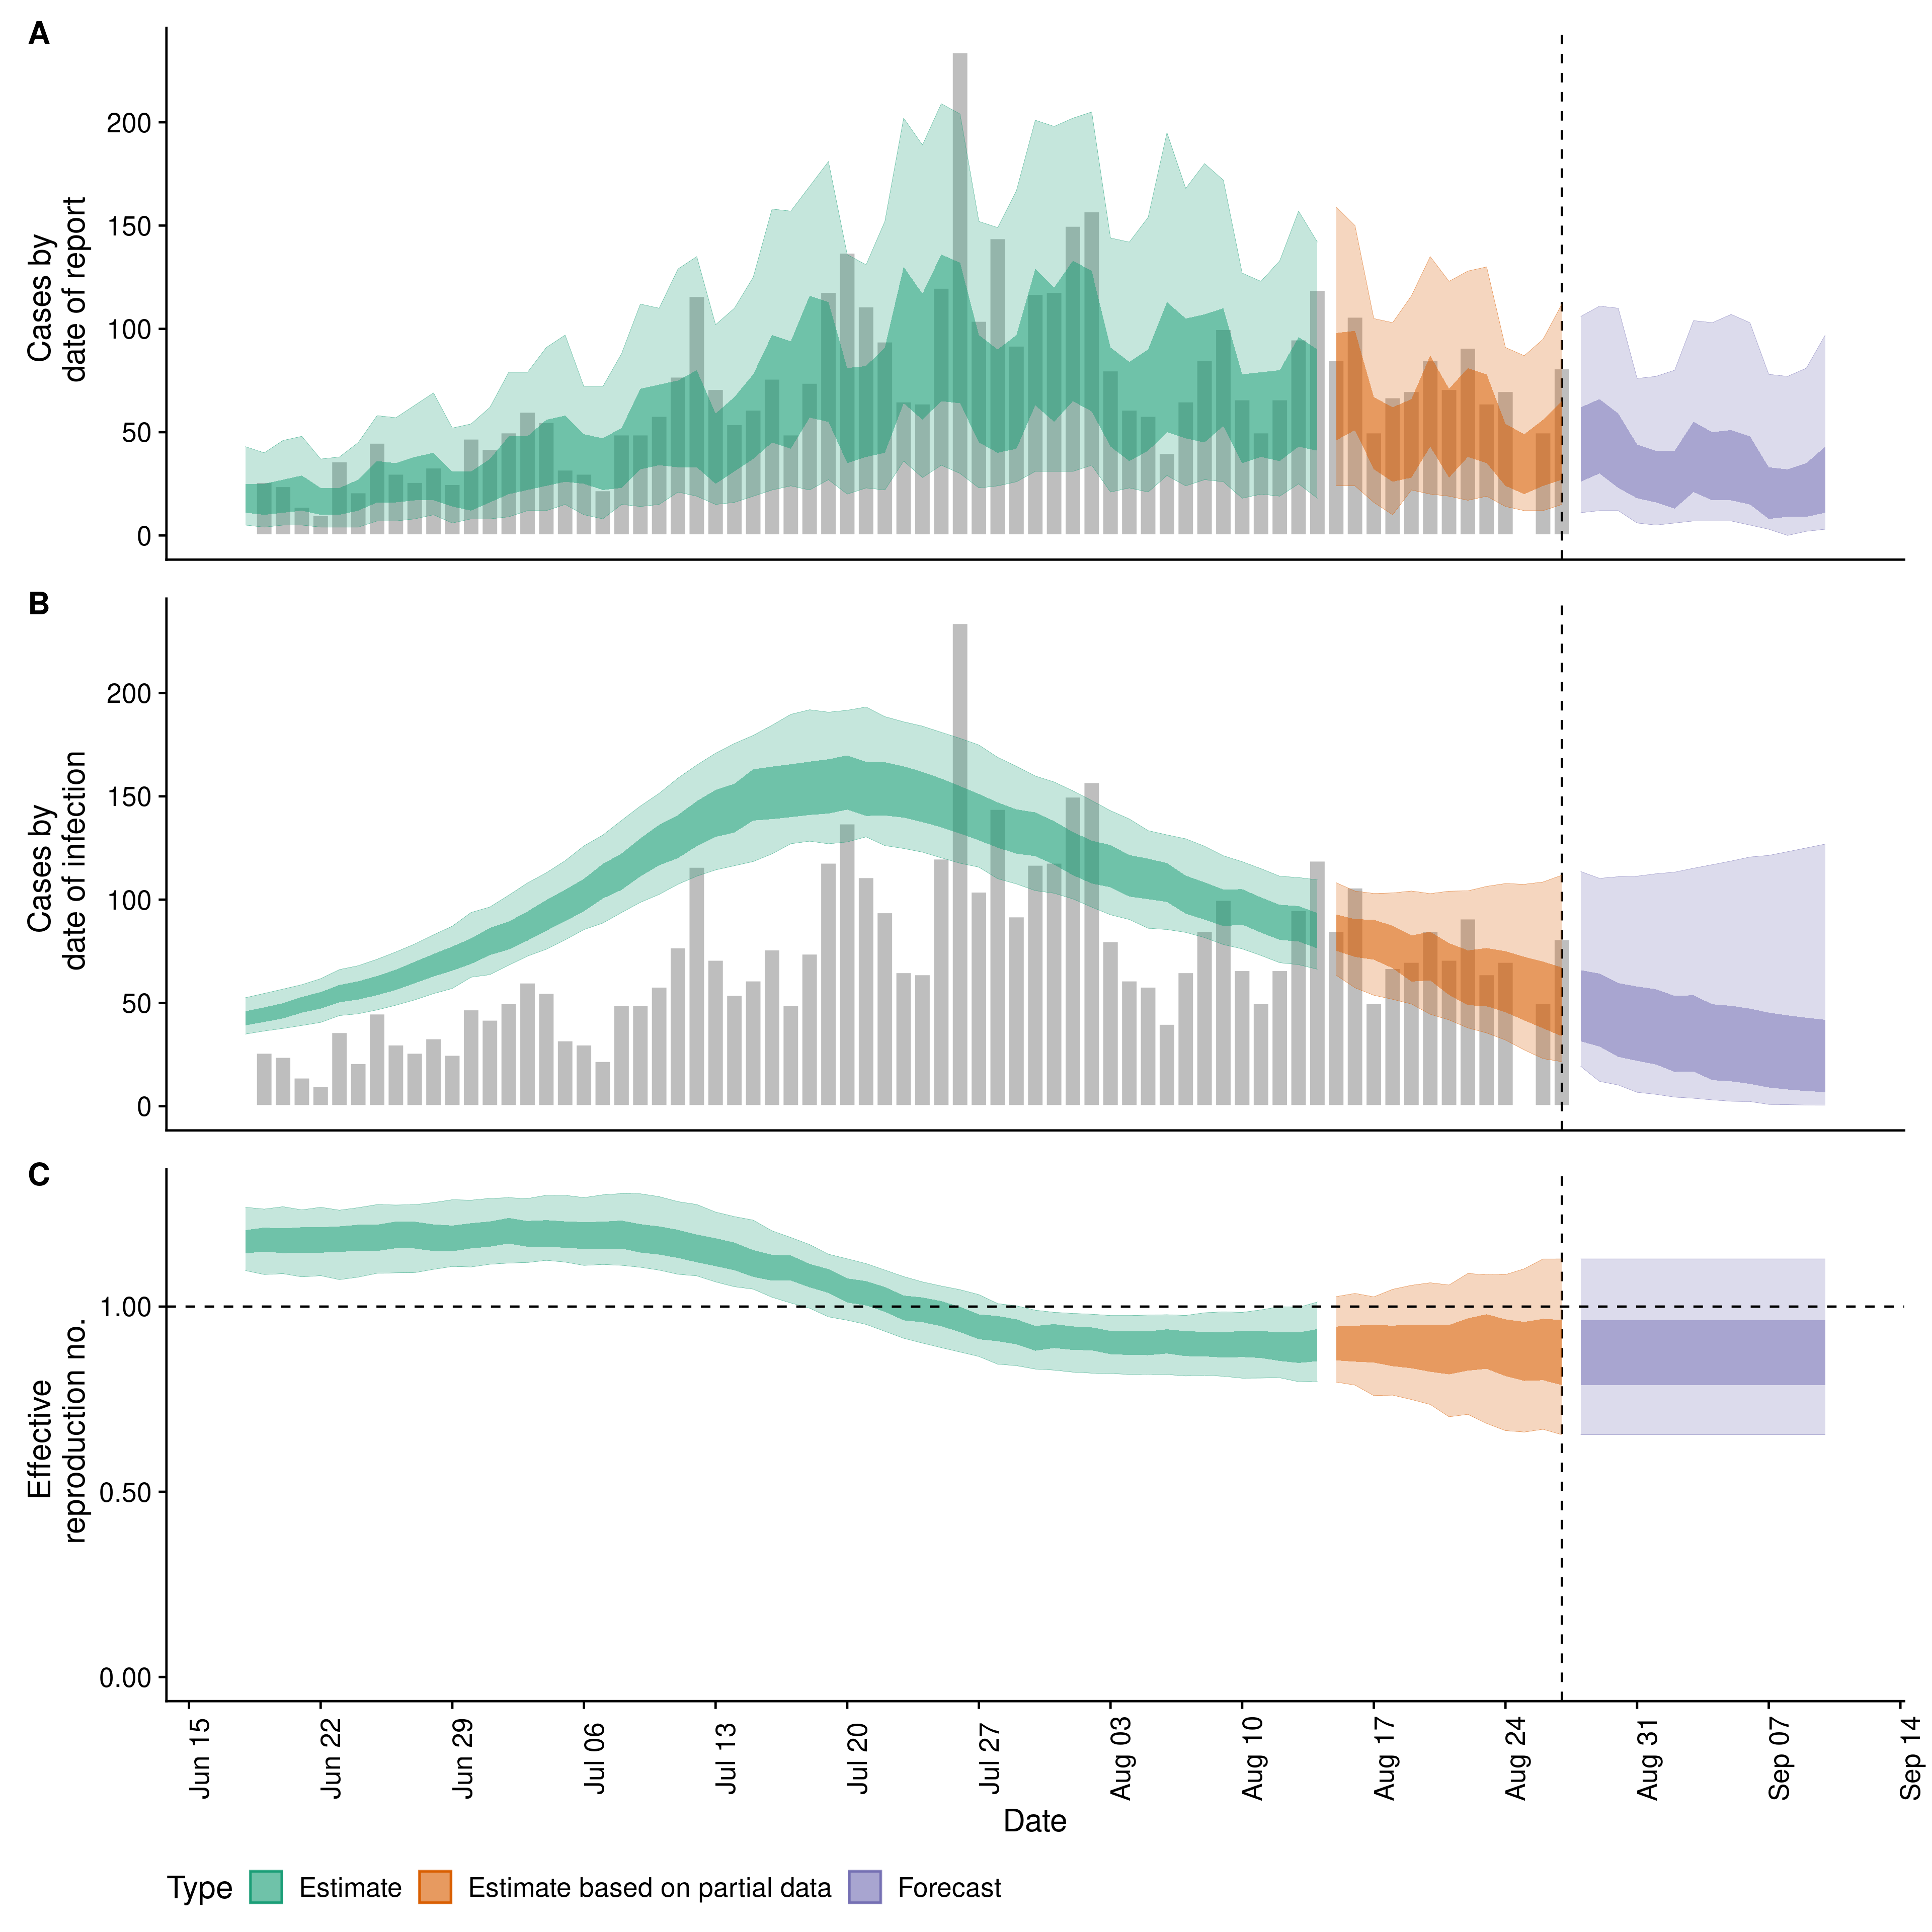 A
Cases by
date of report
200
150
100
50
0
B
Cases by
date of infection
200
150
100
50
0
C
Effective
reproduction no.
1.00
0.50
0.00
Jun 15
Jun 22
Jun 29
Jul 06
Jul 13
Jul 20
Jul 27
Aug 03
Aug 10
Aug 17
Aug 24
Aug 31
Sep 07
Sep 14
Date
Type Estimate Estimate based on partial data Forecast